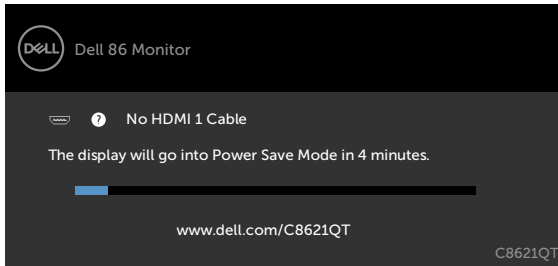 DELL
Dell 86 Monitor
? No HDMI 1 Cable
The display will go into Power Save Mode in 4 minutes.
www.dell.com/C8621QT
C8621QT